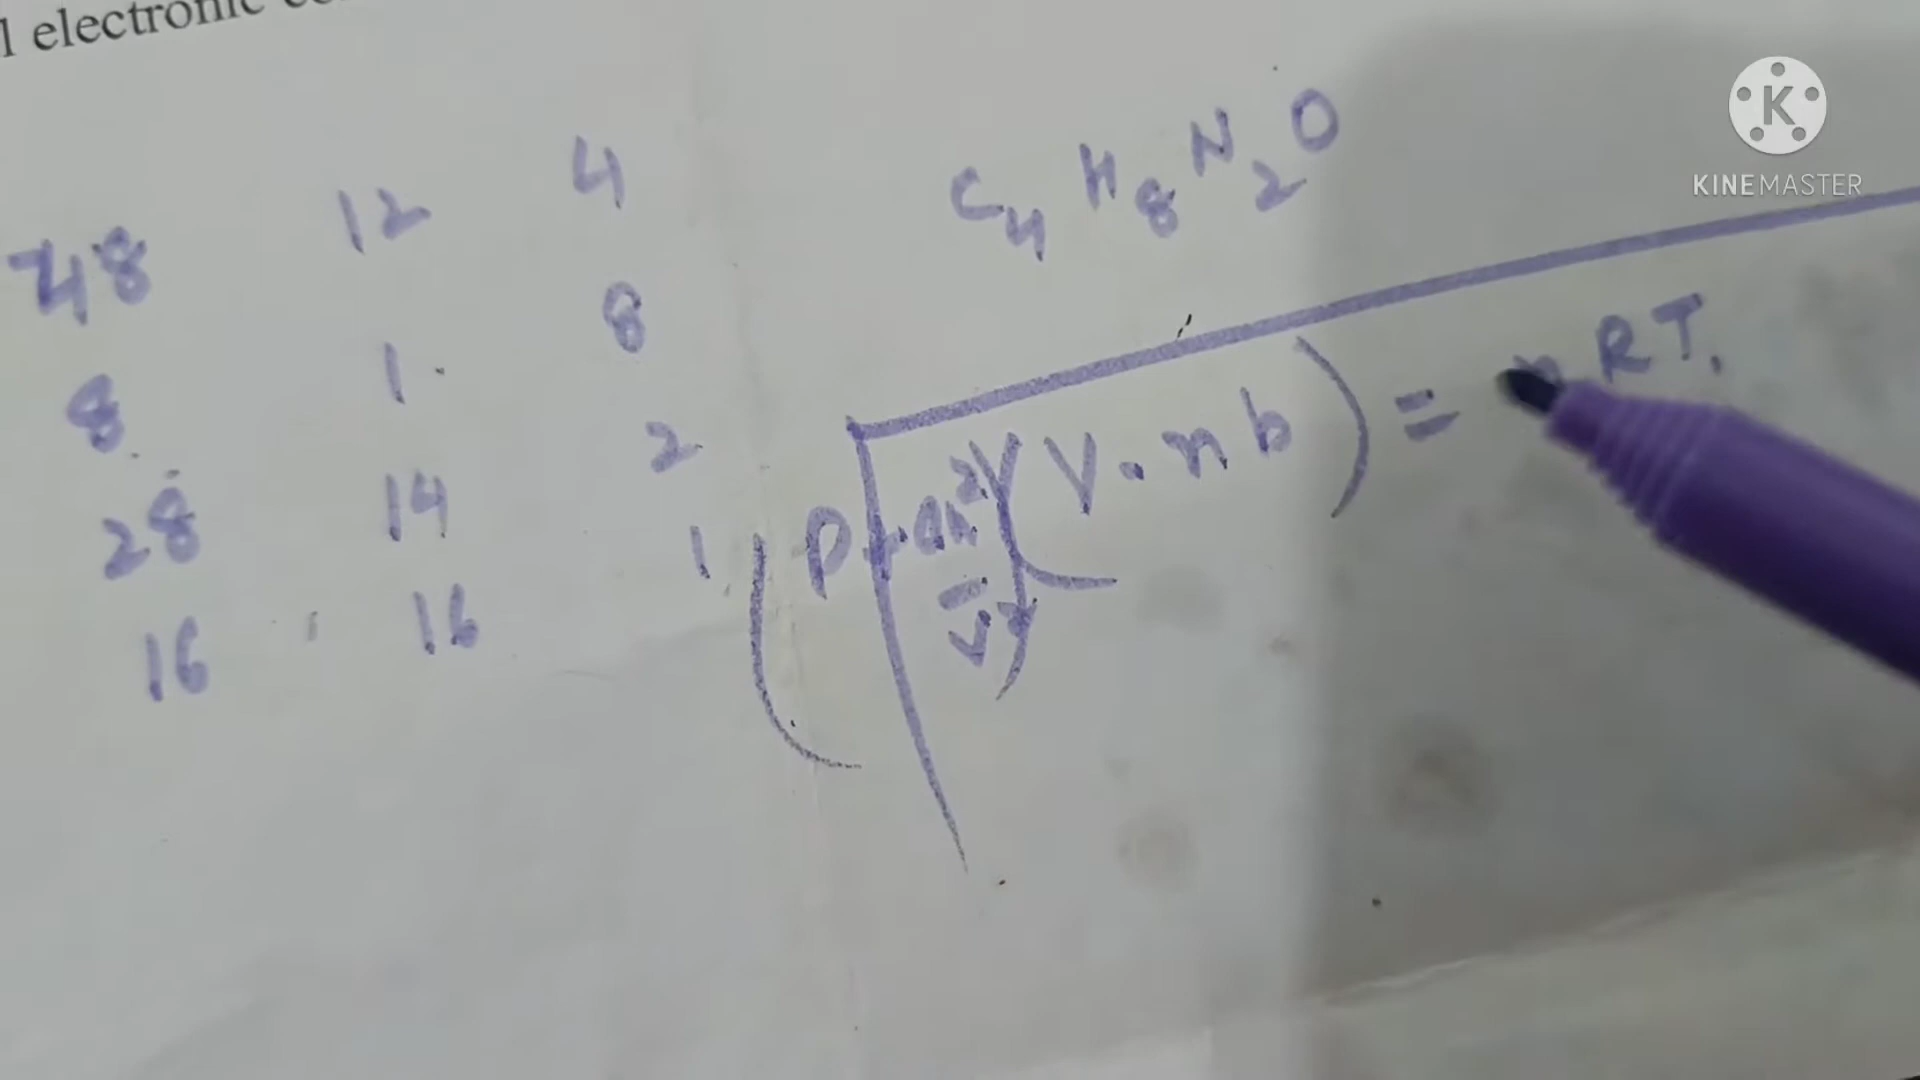 l electronic
KINEMASTER
48 12 4 C4H8N2O
8 1 8
28 14 2
16 16 1
(P + an²/V²)(V - nb) = nRT